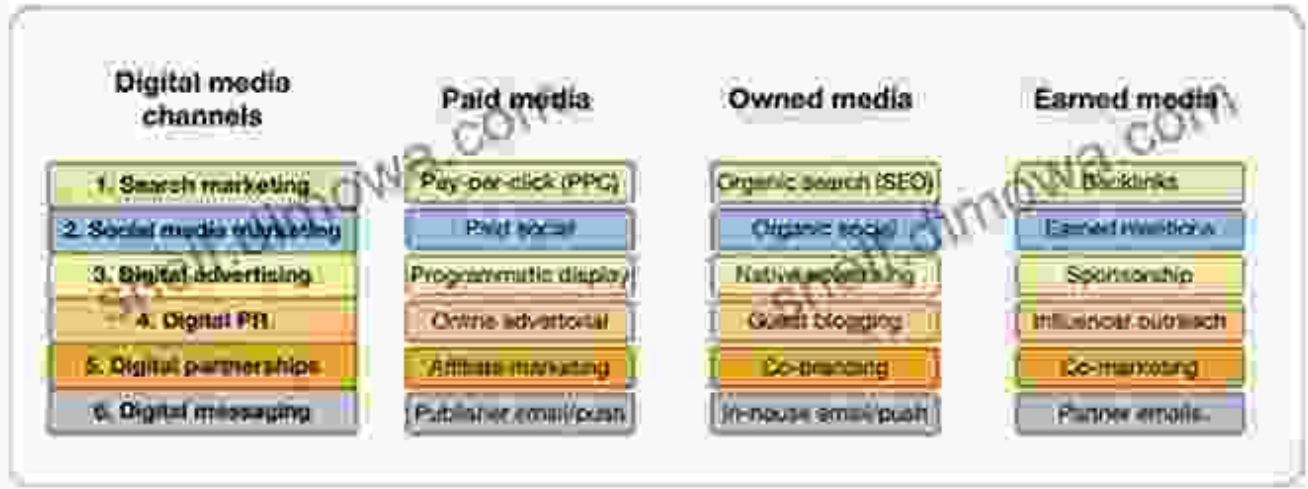 Digital media
channels
Paid media
Owned media
Earned media
1. Search marketing
Pay-per-click (PPC)
Organic search (SEO)
Backlinks
2. Social media marketing
Paid social
Organic social
Earned mentions
3. Digital advertising
Programmatic display
Native advertising
Sponsorship
4. Digital PR
Online advertorial
Guest blogging
Influencer outreach
5. Digital partnerships
Affiliate marketing
Co-branding
Co-marketing
6. Digital messaging
Publisher email/push
In-house email/push
Partner emails